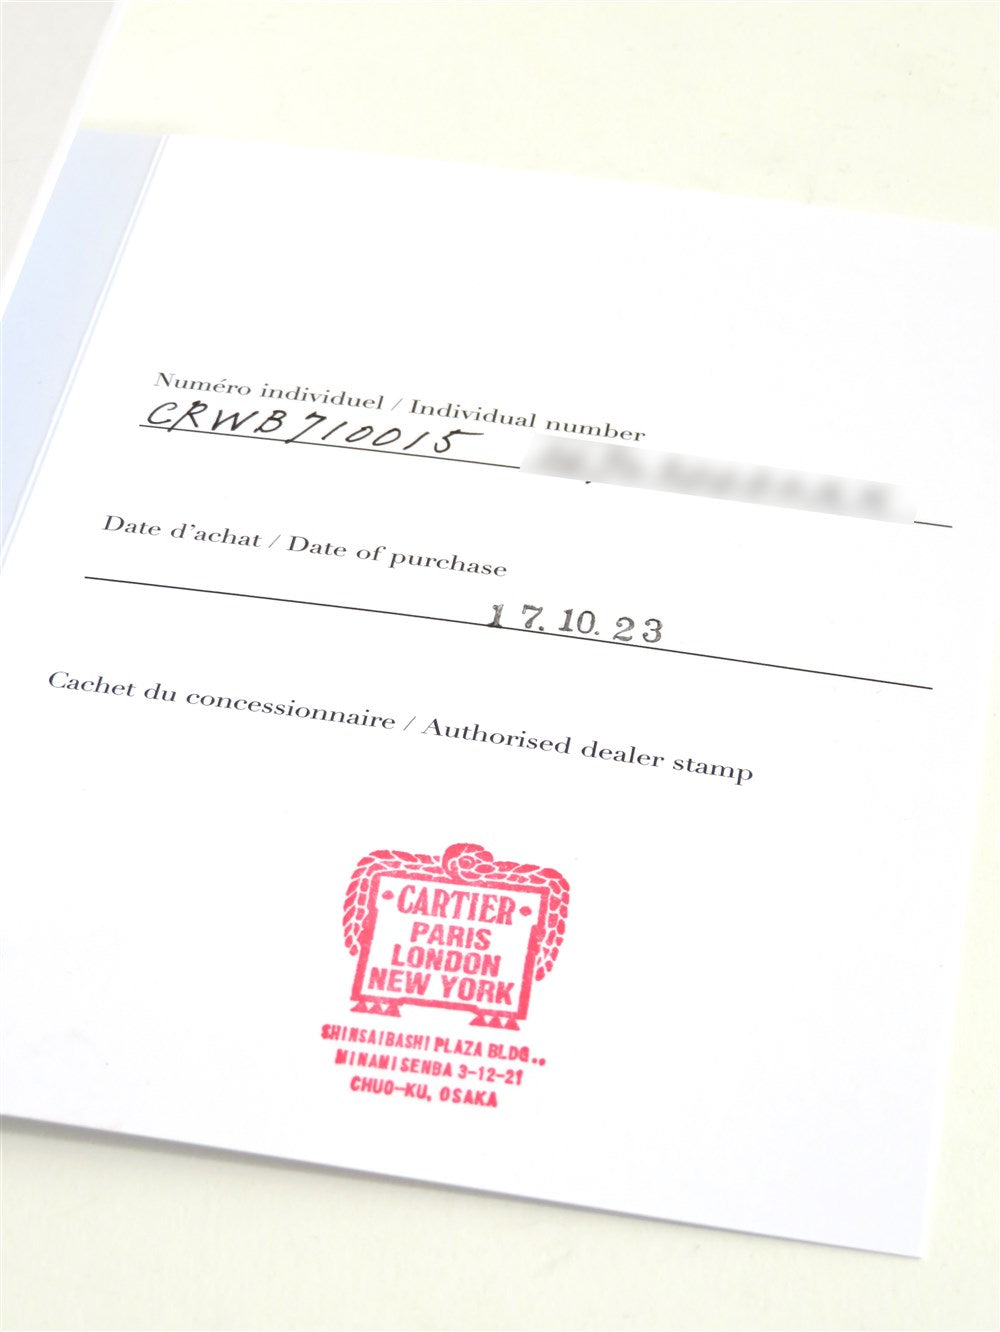 Numéro individuel / Individual number
CRWB710015
Date d'achat / Date of purchase
17.10.23
Cachet du concessionnaire / Authorised dealer stamp
CARTIER
PARIS
LONDON
NEW YORK
SHINSAIBASHI PLAZA BLDG..
MINAMISENBA 3-12-21
CHUO-KU, OSAKA